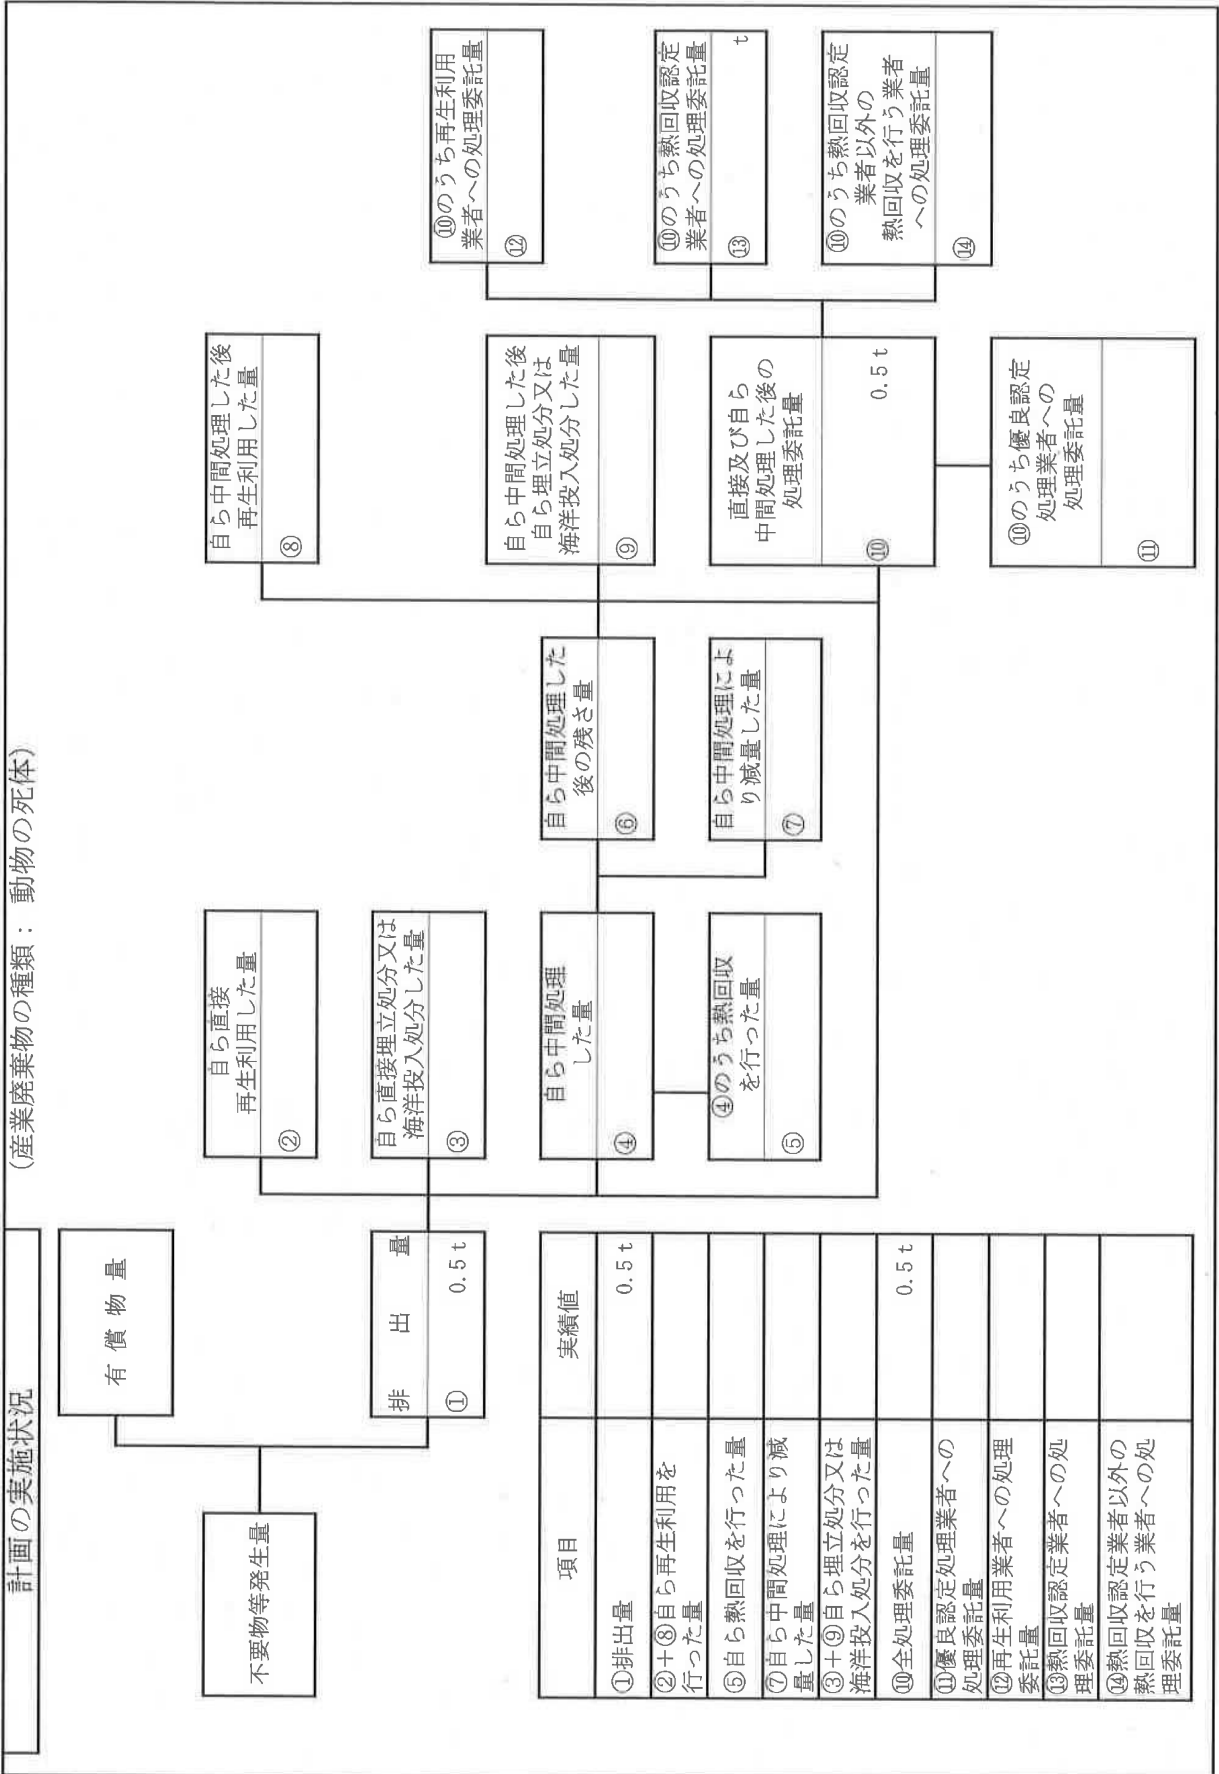 計画の実施状況
(産業廃棄物の種類： 動物の死体)
有 償 物 量
不要物等発生量
排 出 量
① 0.5ｔ
自ら直接
再生利用した量
②
自ら直接埋立処分又は
海洋投入処分した量
③
自ら中間処理
した量
④
④のうち熱回収
を行った量
⑤
自ら中間処理した
後の残さ量
⑥
自ら中間処理によ
り減量した量
⑦
自ら中間処理した後
再生利用した量
⑧
自ら中間処理した後
自ら埋立処分又は
海洋投入処分した量
⑨
直接及び自ら
中間処理した後の
処理委託量
⑩ 0.5ｔ
⑩のうち優良認定
処理業者への
処理委託量
⑪
⑩のうち再生利用
業者への処理委託量
⑫
⑩のうち熱回収認定
業者への処理委託量
⑬ ｔ
⑩のうち熱回収認定
業者以外の
熱回収を行う業者
への処理委託量
⑭
項目 実績値
①排出量 0.5ｔ
②＋⑧自ら再生利用を
行った量
⑤自ら熱回収を行った量
⑦自ら中間処理により減
量した量
③＋⑨自ら埋立処分又は
海洋投入処分を行った量
⑩全処理委託量 0.5ｔ
⑪優良認定処理業者への
処理委託量
⑫再生利用業者への処理
委託量
⑬熱回収認定業者への処
理委託量
⑭熱回収認定業者以外の
熱回収を行う業者への処
理委託量